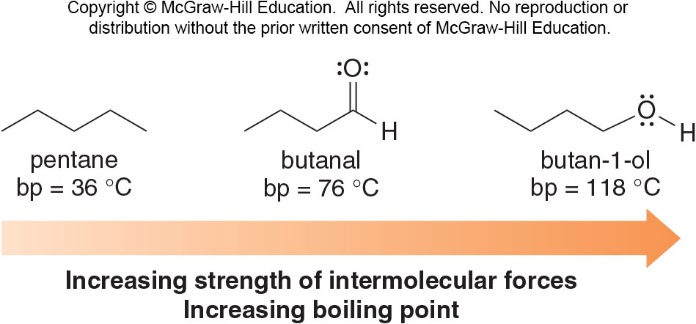 Copyright © McGraw-Hill Education. All rights reserved. No reproduction or
distribution without the prior written consent of McGraw-Hill Education.
:O:
H
Ö
H
pentane
butanal
butan-1-ol
bp = 36 °C
bp = 76 °C
bp = 118 °C
Increasing strength of intermolecular forces
Increasing boiling point